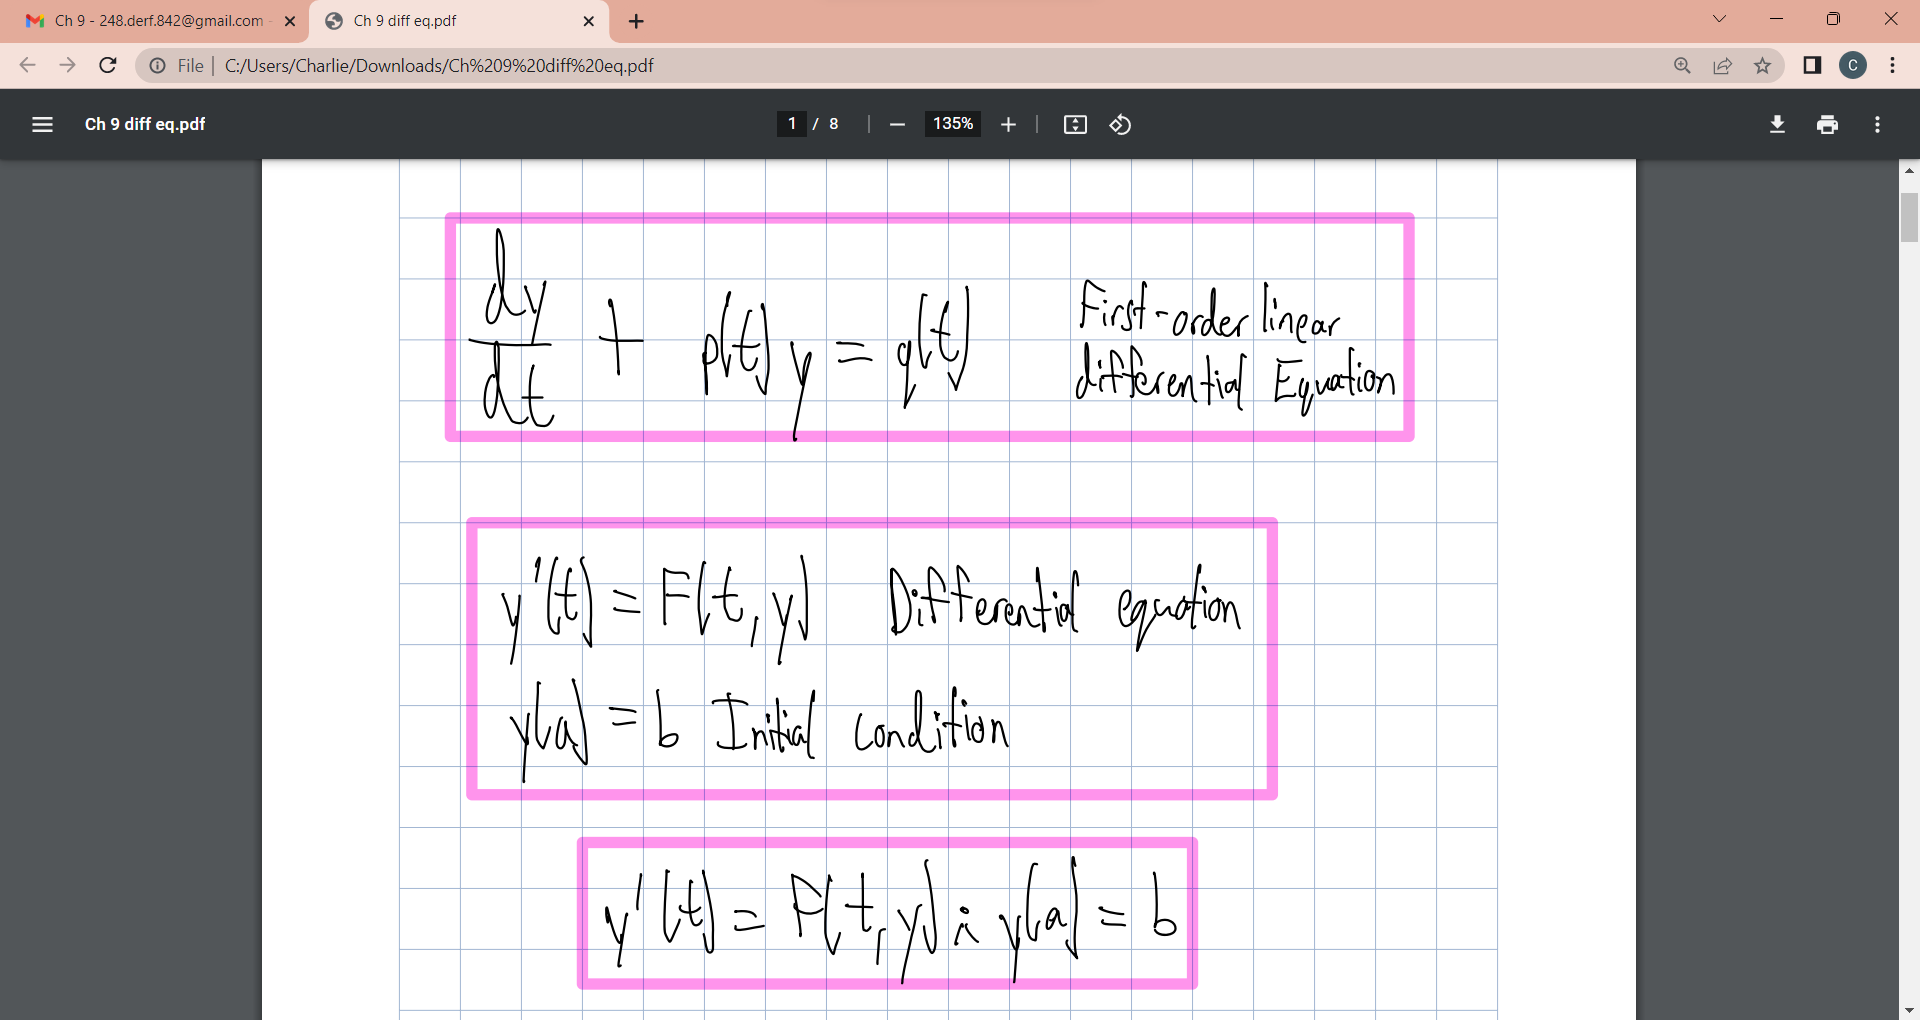 Ch 9 - 248.derf.842@gmail.com -
Ch 9 diff eq.pdf
File | C:/Users/Charlie/Downloads/Ch%209%20diff%20eq.pdf
C
Ch 9 diff eq.pdf
1 / 8
135%
dy/dt + p(t) y = q(t)
First-order linear
differential Equation
y'(t) = F(t, y) Differential equation
y(a) = b Initial condition
y'(t) = F(t, y); y(a) = b